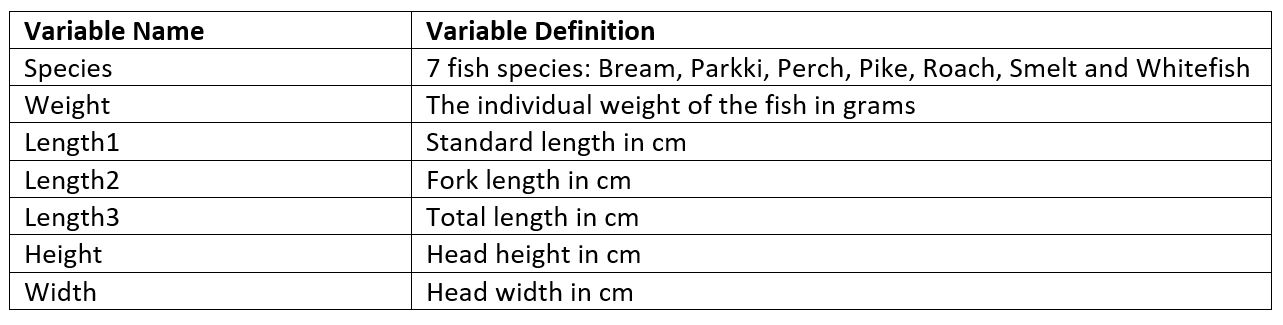 Variable Name Variable Definition
Species 7 fish species: Bream, Parkki, Perch, Pike, Roach, Smelt and Whitefish
Weight The individual weight of the fish in grams
Length1 Standard length in cm
Length2 Fork length in cm
Length3 Total length in cm
Height Head height in cm
Width Head width in cm